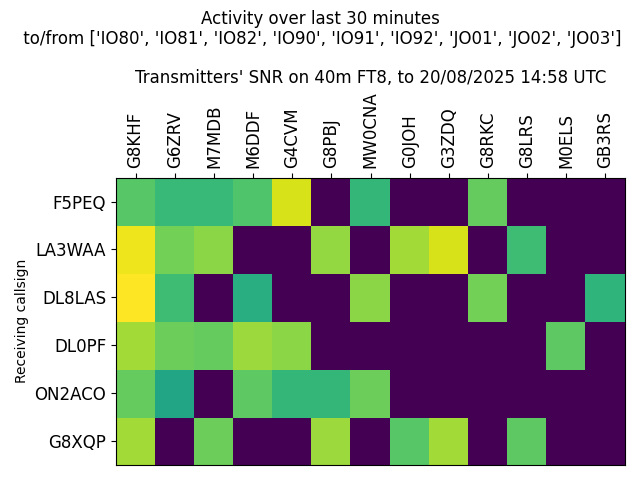 Activity over last 30 minutes
to/from ['IO80', 'IO81', 'IO82', 'IO90', 'IO91', 'IO92', 'JO01', 'JO02', 'JO03']
Transmitters' SNR on 40m FT8, to 20/08/2025 14:58 UTC
G8KHF
G6ZRV
M7MDB
M6DDF
G4CVM
G8PBJ
MW0CNA
G0JOH
G3ZDQ
G8RKC
G8LRS
M0ELS
GB3RS
Receiving callsign
F5PEQ
LA3WAA
DL8LAS
DL0PF
ON2ACO
G8XQP